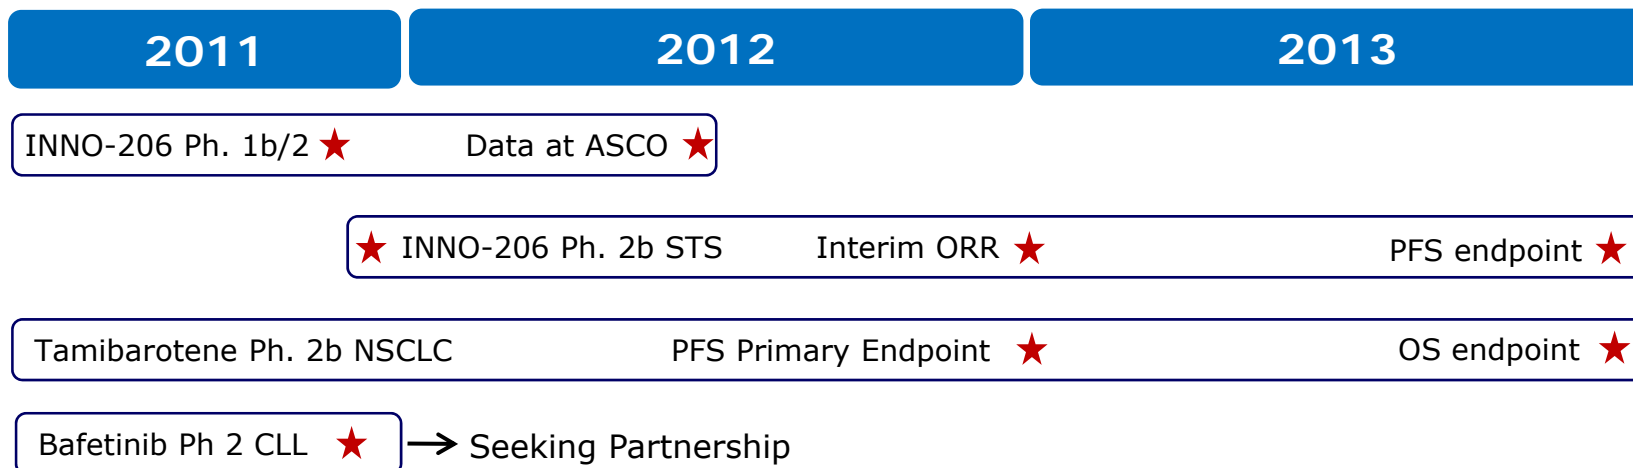 2011 2012 2013
INNO-206 Ph. 1b/2 Data at ASCO
INNO-206 Ph. 2b STS Interim ORR PFS endpoint
Tamibarotene Ph. 2b NSCLC PFS Primary Endpoint OS endpoint
Bafetinib Ph 2 CLL Seeking Partnership